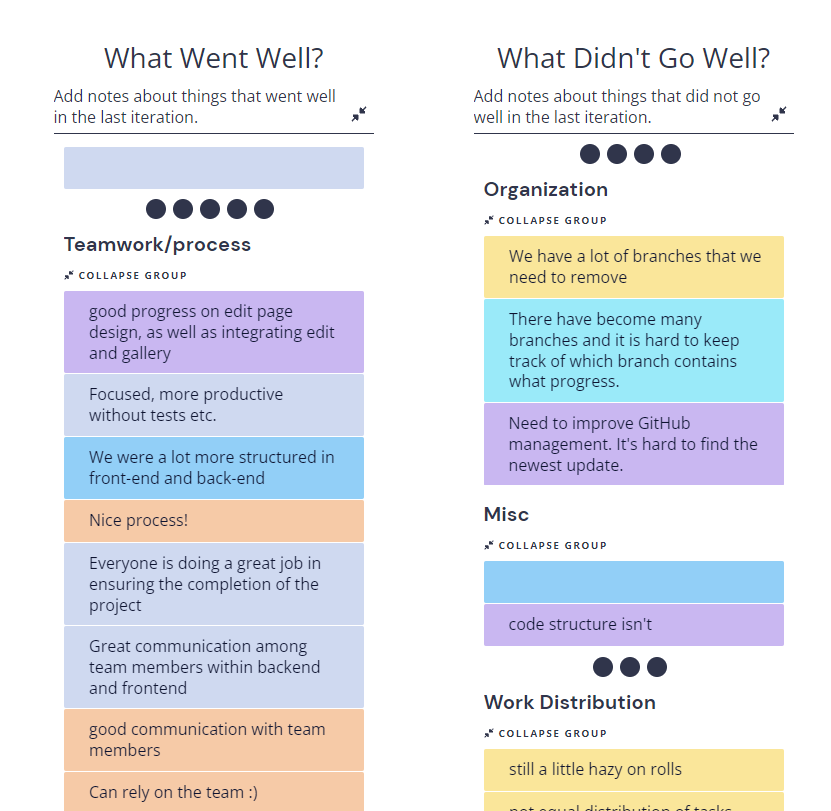 What Went Well?
Add notes about things that went well
in the last iteration.
Teamwork/process
COLLAPSE GROUP
good progress on edit page
design, as well as integrating edit
and gallery
Focused, more productive
without tests etc.
We were a lot more structured in
front-end and back-end
Nice process!
Everyone is doing a great job in
ensuring the completion of the
project
Great communication among
team members within backend
and frontend
good communication with team
members
Can rely on the team :)
What Didn't Go Well?
Add notes about things that did not go
well in the last iteration.
Organization
COLLAPSE GROUP
We have a lot of branches that we
need to remove
There have become many
branches and it is hard to keep
track of which branch contains
what progress.
Need to improve GitHub
management. It's hard to find the
newest update.
Misc
COLLAPSE GROUP
code structure isn't
Work Distribution
COLLAPSE GROUP
still a little hazy on rolls
not equal distribution of tasks